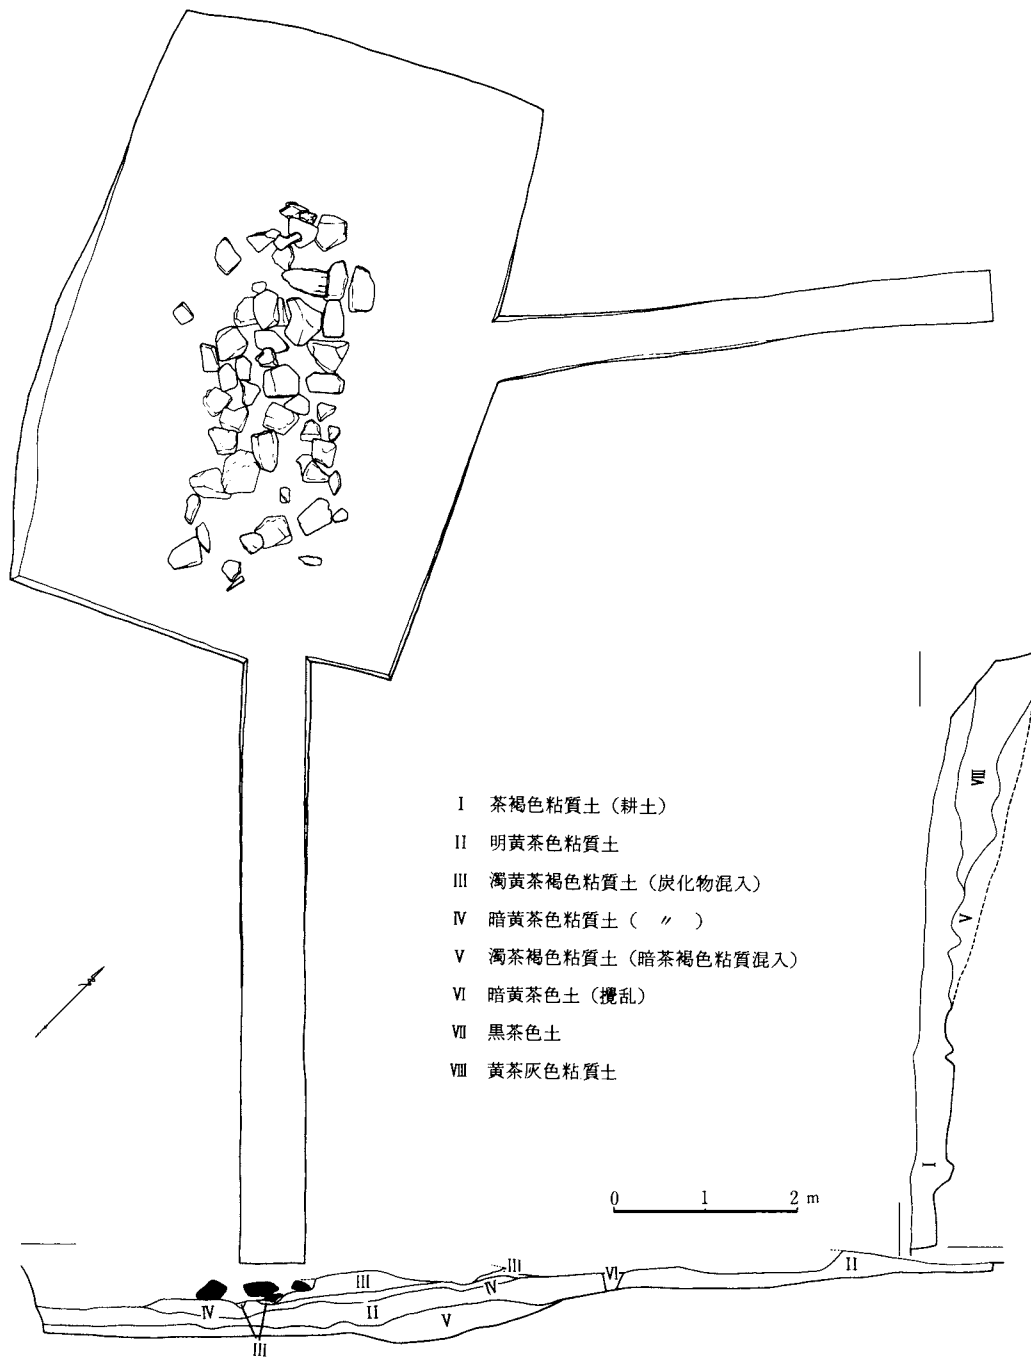 Ⅰ 茶褐色粘質土（耕土）
Ⅱ 明黄茶色粘質土
Ⅲ 濁黄茶褐色粘質土（炭化物混入）
Ⅳ 暗黄茶色粘質土（　〃　）
Ⅴ 濁茶褐色粘質土（暗茶褐色粘質混入）
Ⅵ 暗黄茶色土（攪乱）
Ⅶ 黒茶色土
Ⅷ 黄茶灰色粘質土
Ⅷ
Ⅴ
Ⅰ
0 1 2 m
Ⅲ Ⅲ Ⅵ Ⅱ
Ⅳ Ⅱ Ⅴ Ⅳ
Ⅲ